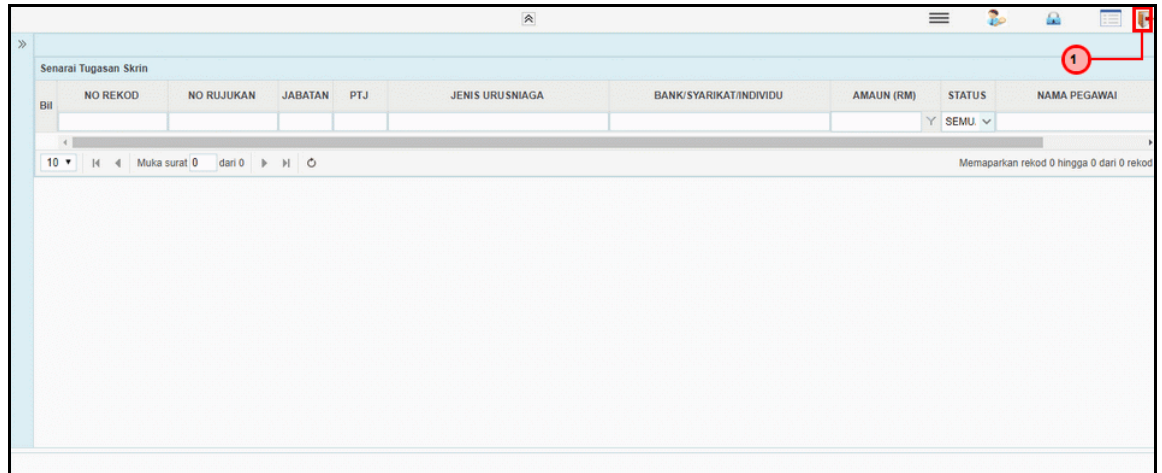 1
Senarai Tugasan Skrin
Bil NO REKOD NO RUJUKAN JABATAN PTJ JENIS URUSNIAGA BANK/SYARIKAT/INDIVIDU AMAUN (RM) STATUS NAMA PEGAWAI
SEMU.
10 Muka surat 0 dari 0 Memaparkan rekod 0 hingga 0 dari 0 rekod